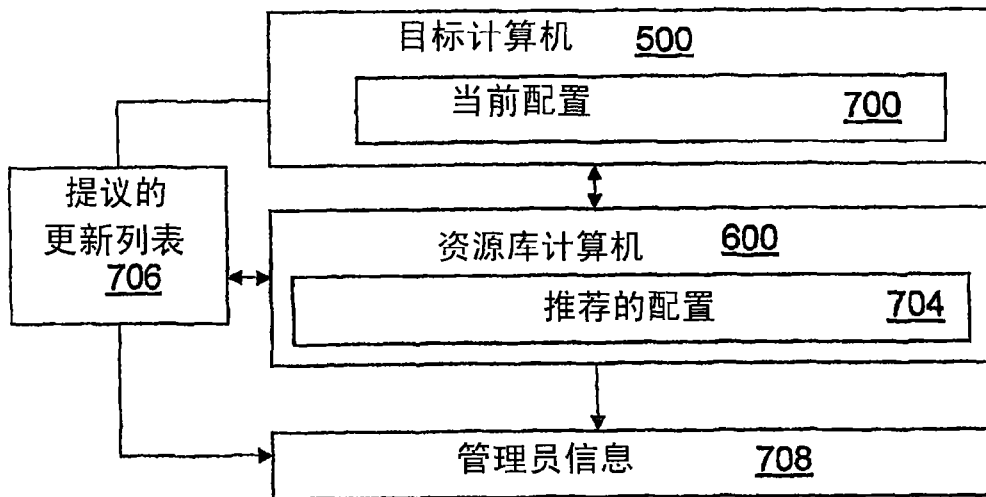 目标计算机 500
当前配置 700
提议的
更新列表
706
资源库计算机 600
推荐的配置 704
管理员信息 708